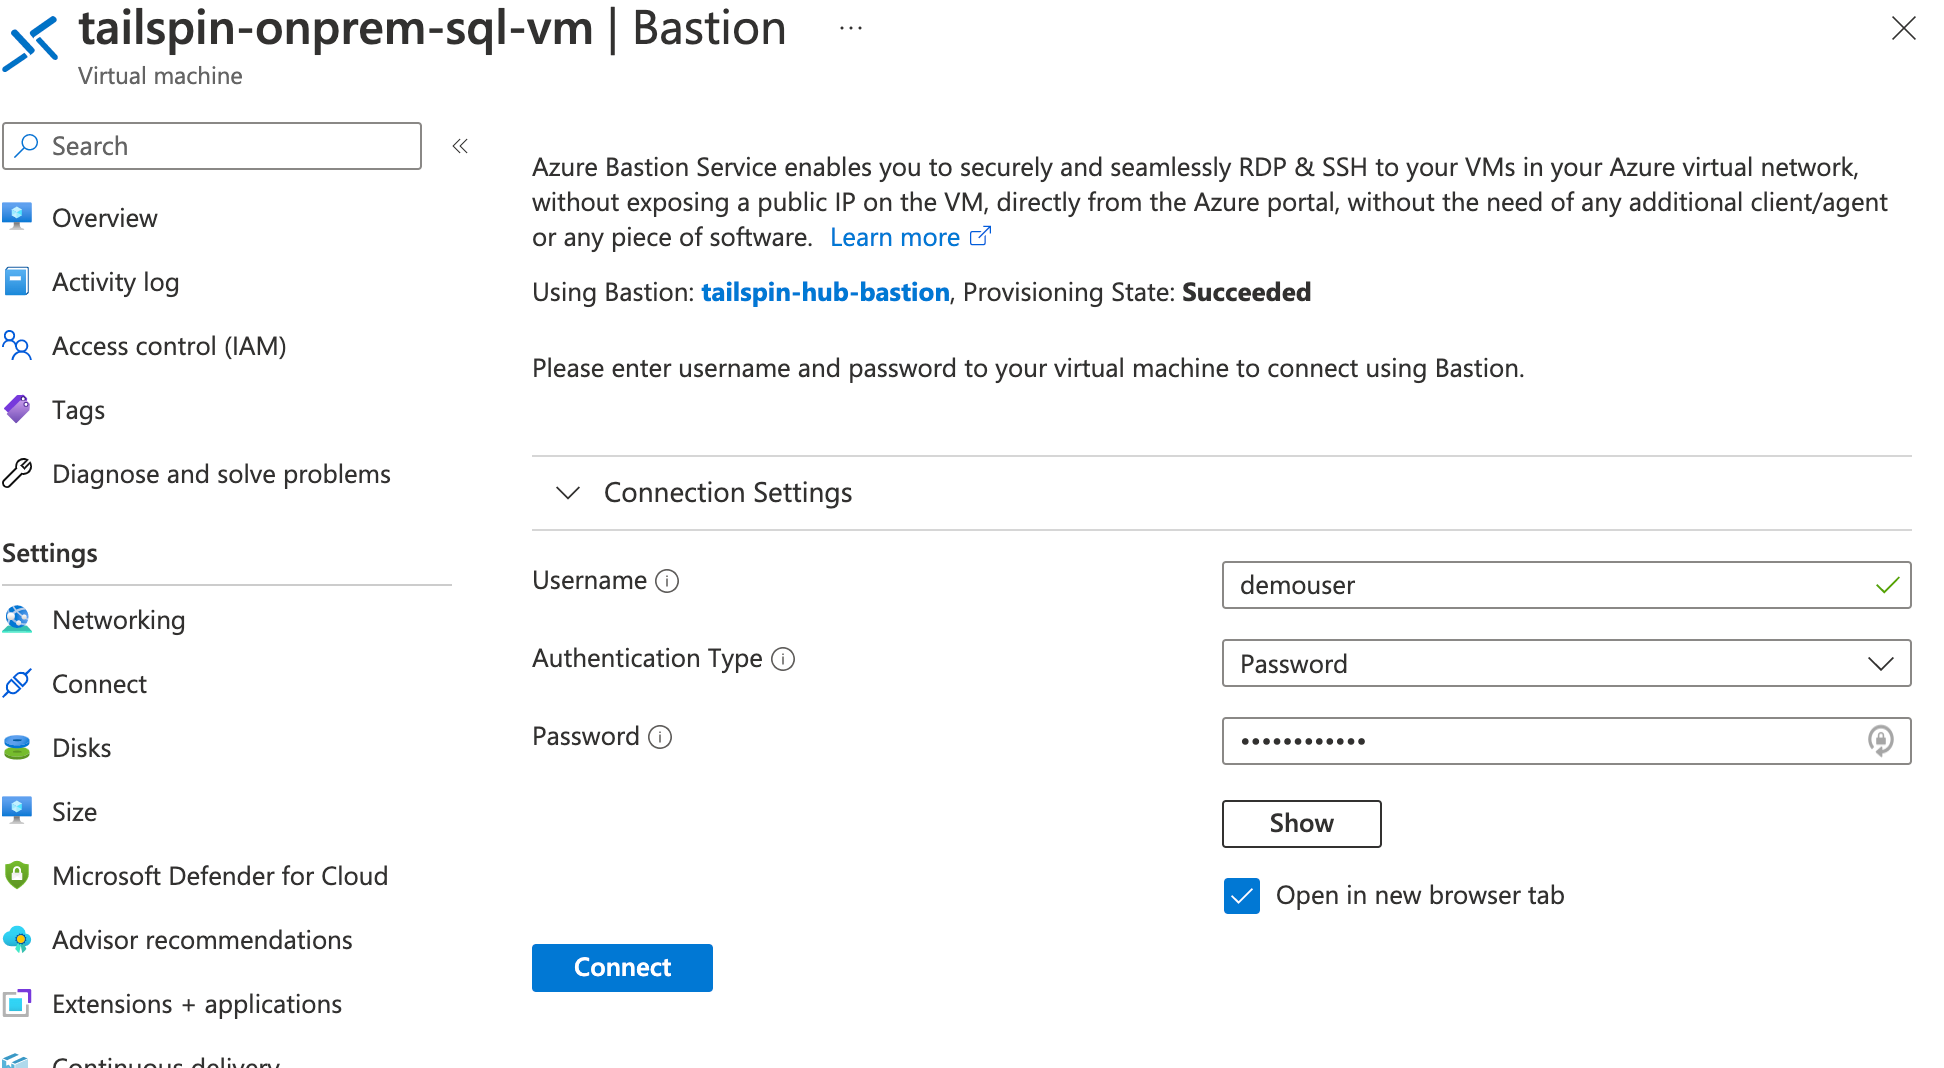 tailspin-onprem-sql-vm | Bastion ...
Virtual machine
Search
«
Overview
Activity log
Access control (IAM)
Tags
Diagnose and solve problems
Settings
Networking
Connect
Disks
Size
Microsoft Defender for Cloud
Advisor recommendations
Extensions + applications
Continuous delivery
Azure Bastion Service enables you to securely and seamlessly RDP & SSH to your VMs in your Azure virtual network,
without exposing a public IP on the VM, directly from the Azure portal, without the need of any additional client/agent
or any piece of software. Learn more
Using Bastion: tailspin-hub-bastion, Provisioning State: Succeeded
Please enter username and password to your virtual machine to connect using Bastion.
Connection Settings
Username
demouser
Authentication Type
Password
Password
••••••••••••
Show
Open in new browser tab
Connect